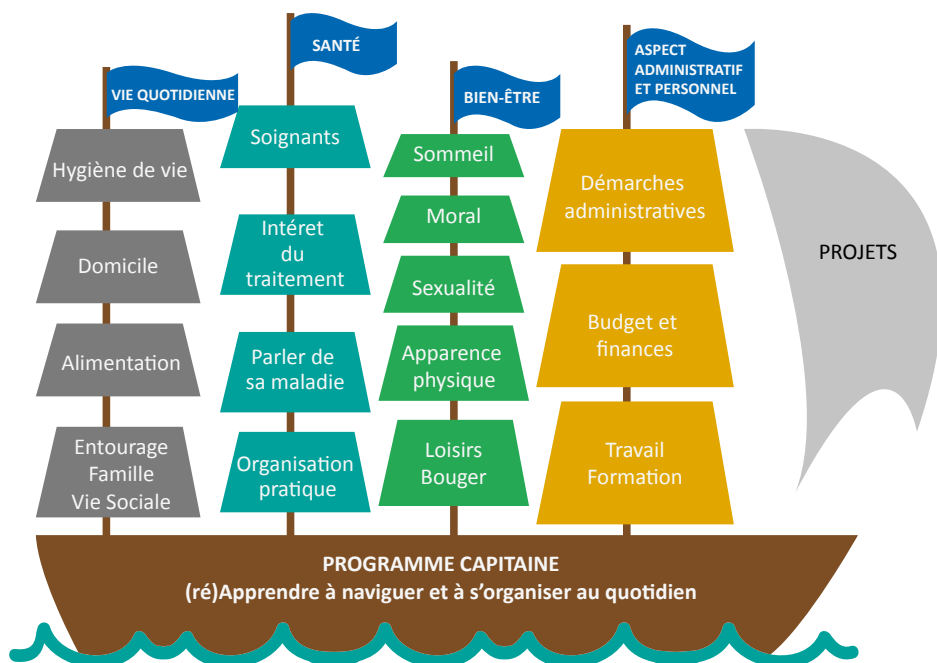 VIE QUOTIDIENNE
Hygiène de vie
Domicile
Alimentation
Entourage
Famille
Vie Sociale
SANTÉ
Soignants
Intéret
du
traitement
Parler de
sa maladie
Organisation
pratique
BIEN-ÊTRE
Sommeil
Moral
Sexualité
Apparence
physique
Loisirs
Bouger
ASPECT
ADMINISTRATIF
ET PERSONNEL
Démarches
administratives
Budget et
finances
Travail
Formation
PROJETS
PROGRAMME CAPITAINE
(ré)Apprendre à naviguer et à s’organiser au quotidien